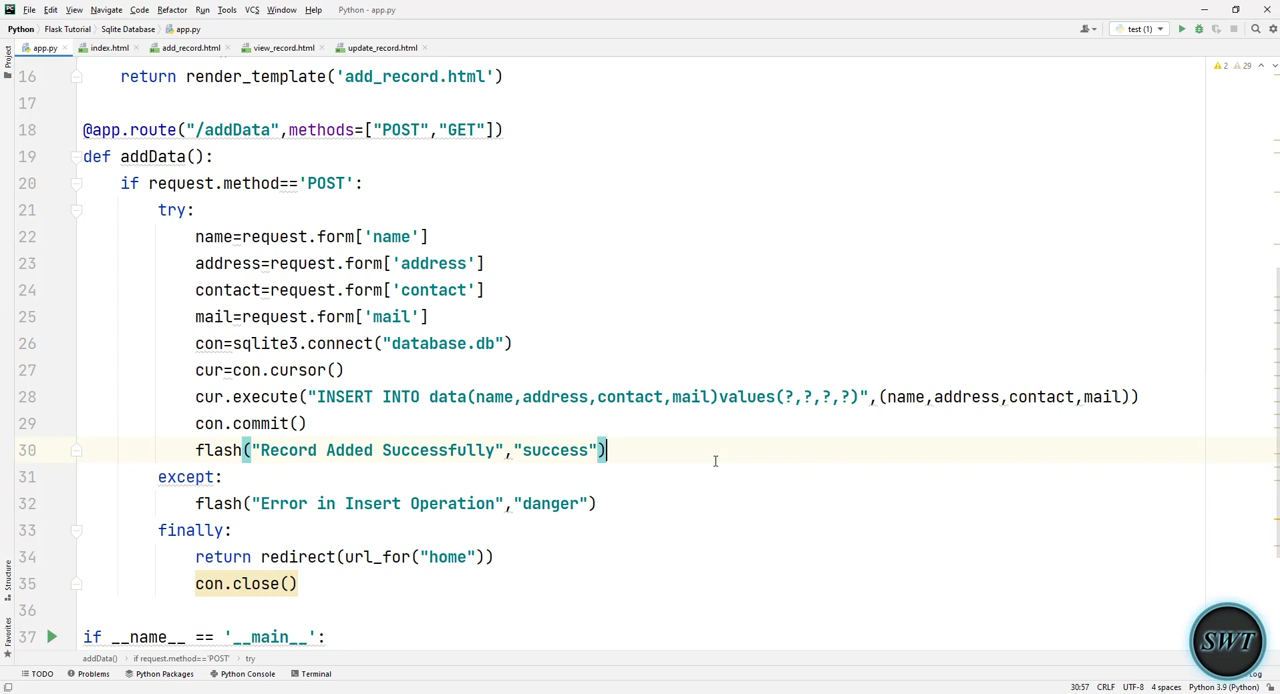 File Edit View Navigate Code Refactor Run Tools VCS Window Help Python - app.py
Python Flask Tutorial Sqlite Database app.py test (1)
app.py index.html add_record.html view_record.html update_record.html
Project
2 29
16 return render_template('add_record.html')
17
18 @app.route("/addData",methods=["POST","GET"])
19 def addData():
20 if request.method=='POST':
21 try:
22 name=request.form['name']
23 address=request.form['address']
24 contact=request.form['contact']
25 mail=request.form['mail']
26 con=sqlite3.connect("database.db")
27 cur=con.cursor()
28 cur.execute("INSERT INTO data(name,address,contact,mail)values(?,?,?,?)",(name,address,contact,mail))
29 con.commit()
30 flash("Record Added Successfully","success")
31 except:
32 flash("Error in Insert Operation","danger")
33 finally:
34 return redirect(url_for("home"))
35 con.close()
36
37 if __name__ == '__main__':
Structure
Favorites
SWT
addData() if request.method=='POST' try
TODO Problems Python Packages Python Console Terminal
30:57 CRLF UTF-8 4 spaces Python 3.9 (Python)